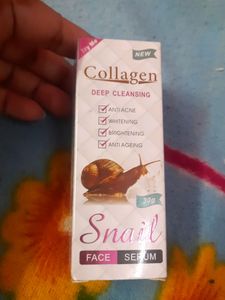 NEW
Collagen
DEEP CLEANSING
ANTI ACNE
WHITENING
BRIGHTENING
ANTI AGEING
30g
Snail
FACE SERUM